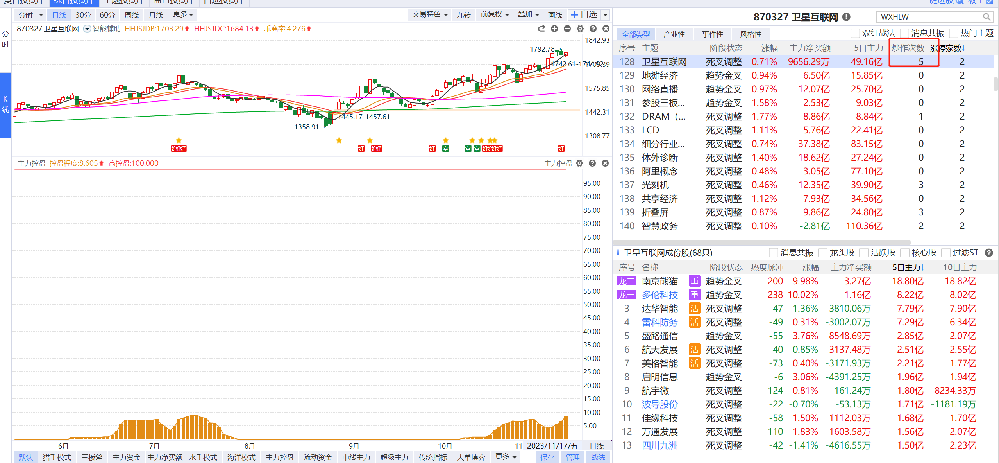 夏台投资库 综合投资库 主题投资库 盘口投资库 自选投资库
键选股 教学
分时 日线 30分 60分 周线 月线 更多 交易特色 九转 前复权 叠加 画线 自选
870327 卫星互联网 智能辅助 HHJSJDB:1703.29 HHJSJDC:1684.13 乖离率:4.276
分时
K线
1842.93
1792.78→
1742.61-1744.92
1709.39
1575.85
1442.31
1445.17-1457.61
1358.91→
1308.77
好 好 好 好 空 空 空 好 好
主力控盘 控盘程度:8.605 高控盘:100.000 主力控盘
95.00
90.00
85.00
80.00
75.00
70.00
65.00
60.00
55.00
50.00
45.00
40.00
35.00
30.00
25.00
20.00
15.00
10.00
5.00
6月 7月 8月 9月 10月 11 2023/11/17/五 日线
默认 猎手模式 三板斧 主力资金 主力净买额 水手模式 海洋模式 主力控盘 流动资金 中线主力 超级主力 传统指标 大单博弈 更多 保存 管理 战法
870327 卫星互联网 WXHLW
全部类型 产业性 事件性 风格性 双红战法 消息共振 热门主题
序号 主题 阶段状态 涨幅 主力净买额 5日主力 炒作次数 涨停家数↓
128 卫星互联网 死叉调整 0.71% 9656.29万 49.16亿 5 2
129 地摊经济 趋势金叉 0.94% 6.50亿 15.85亿 0 2
130 网络直播 趋势金叉 0.97% 12.07亿 25.70亿 0 2
131 参股三板... 趋势金叉 1.58% 2.53亿 9.03亿 0 2
132 DRAM（... 死叉调整 1.77% 8.86亿 8.84亿 1 2
133 LCD 死叉调整 1.11% 5.76亿 22.41亿 0 2
134 细分行业... 死叉调整 0.74% 37.38亿 83.15亿 0 2
135 体外诊断 死叉调整 1.40% 18.62亿 27.24亿 0 2
136 阿里概念 死叉调整 0.48% 3.05亿 77.10亿 0 2
137 光刻机 死叉调整 0.46% 12.35亿 39.90亿 3 2
138 共享经济 死叉调整 1.12% 7.93亿 34.56亿 0 2
139 折叠屏 死叉调整 0.87% 9.86亿 24.80亿 3 2
140 智慧政务 死叉调整 0.10% -2.81亿 110.36亿 2 2
卫星互联网成份股(68只) 消息共振 龙头股 活跃股 核心股 过滤ST
序号 名称 阶段状态 热度脉冲 涨幅 主力净买额 5日主力↓ 10日主力
龙二 南京熊猫 重 趋势金叉 200 9.98% 3.27亿 18.80亿 18.82亿
龙一 多伦科技 重 趋势金叉 238 10.02% 1.16亿 8.22亿 8.02亿
3 达华智能 活 死叉调整 -47 -1.36% -3810.06万 7.79亿 7.90亿
4 雷科防务 活 死叉调整 -49 0.31% -3002.07万 7.29亿 6.34亿
5 盛路通信 趋势金叉 -55 3.76% 8548.69万 2.85亿 2.07亿
6 航天发展 活 死叉调整 -40 -0.85% 3137.48万 2.51亿 2.55亿
7 美格智能 活 死叉调整 -73 0.40% -3171.93万 2.21亿 1.77亿
8 启明信息 趋势金叉 -6 3.06% -4391.25万 1.96亿 1.94亿
9 航宇微 死叉调整 -124 0.81% -161.24万 1.80亿 8234.33万
10 波导股份 死叉调整 -22 -0.70% -53.13万 1.71亿 -1181.19万
11 佳缘科技 死叉调整 -58 1.50% 1112.03万 1.68亿 1.70亿
12 万通发展 死叉调整 -110 1.83% 1603.58万 1.56亿 2.07亿
13 四川九洲 死叉调整 -42 -1.41% -4616.55万 1.50亿 2.23亿